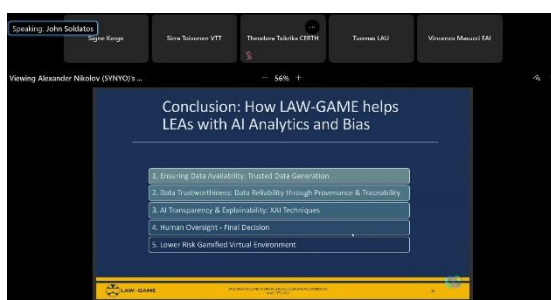 Speaking: John Soldatos
Signe Kerge
Sirra Toivonen VTT
Theodora Tsikrika CERTH
Tuomas LAU
Vincenzo Masucci EAI
Viewing Alexander Nikolov (SYNYO)'s ...
− 56% +
Conclusion: How LAW-GAME helps
LEAs with AI Analytics and Bias
1. Ensuring Data Availability: Trusted Data Generation
2. Data Trustworthiness: Data Reliability through Provenance & Traceability
3. AI Transparency & Explainability: XAI Techniques
4. Human Oversight - Final Decision
5. Lower Risk Gamified Virtual Environment
LAW-GAME